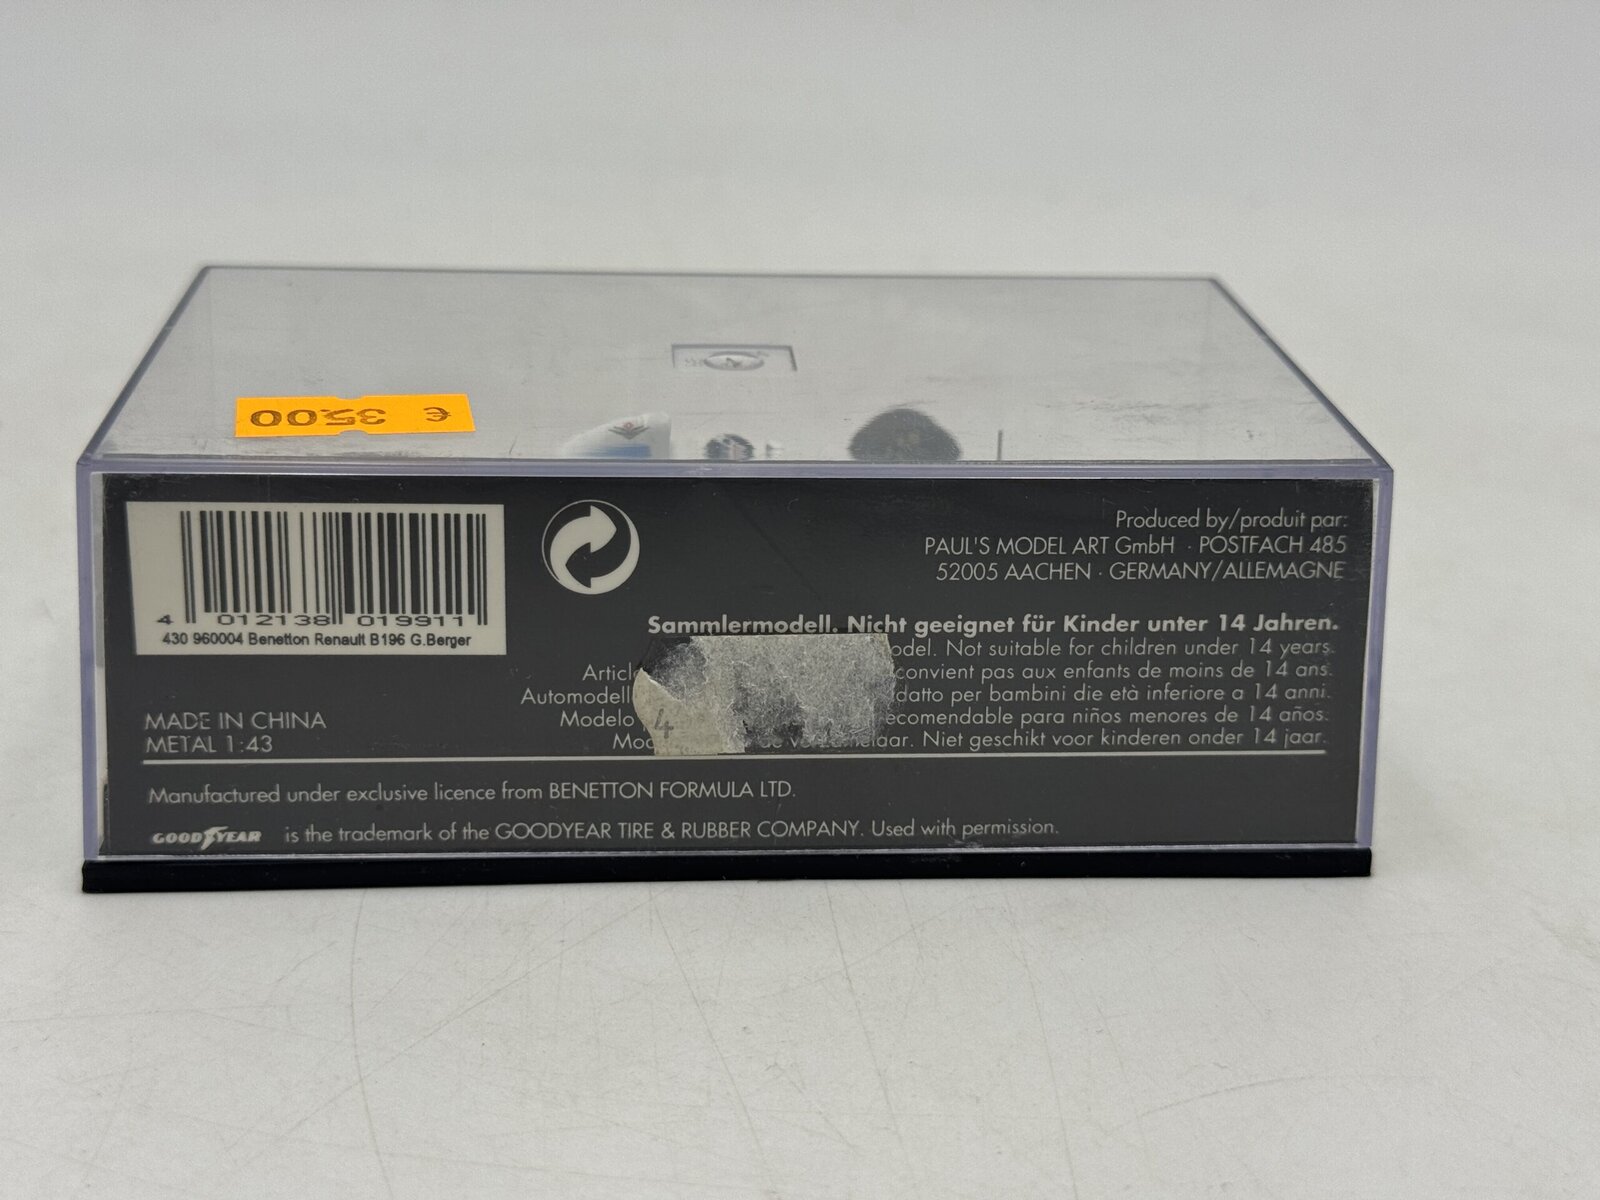 € 35.00
4 012138 019911
430 960004 Benetton Renault B196 G.Berger
Produced by/produit par:
PAUL'S MODEL ART GmbH · POSTFACH 485
52005 AACHEN · GERMANY/ALLEMAGNE
Sammlermodell. Nicht geeignet für Kinder unter 14 Jahren.
Not suitable for children under 14 years.
convient pas aux enfants de moins de 14 ans.
Automodell per bambini die età inferiore a 14 anni.
Modelo para niños menores de 14 años.
Niet geschikt voor kinderen onder 14 jaar.
4
MADE IN CHINA
METAL 1:43
Manufactured under exclusive licence from BENETTON FORMULA LTD.
GOODYEAR is the trademark of the GOODYEAR TIRE & RUBBER COMPANY. Used with permission.